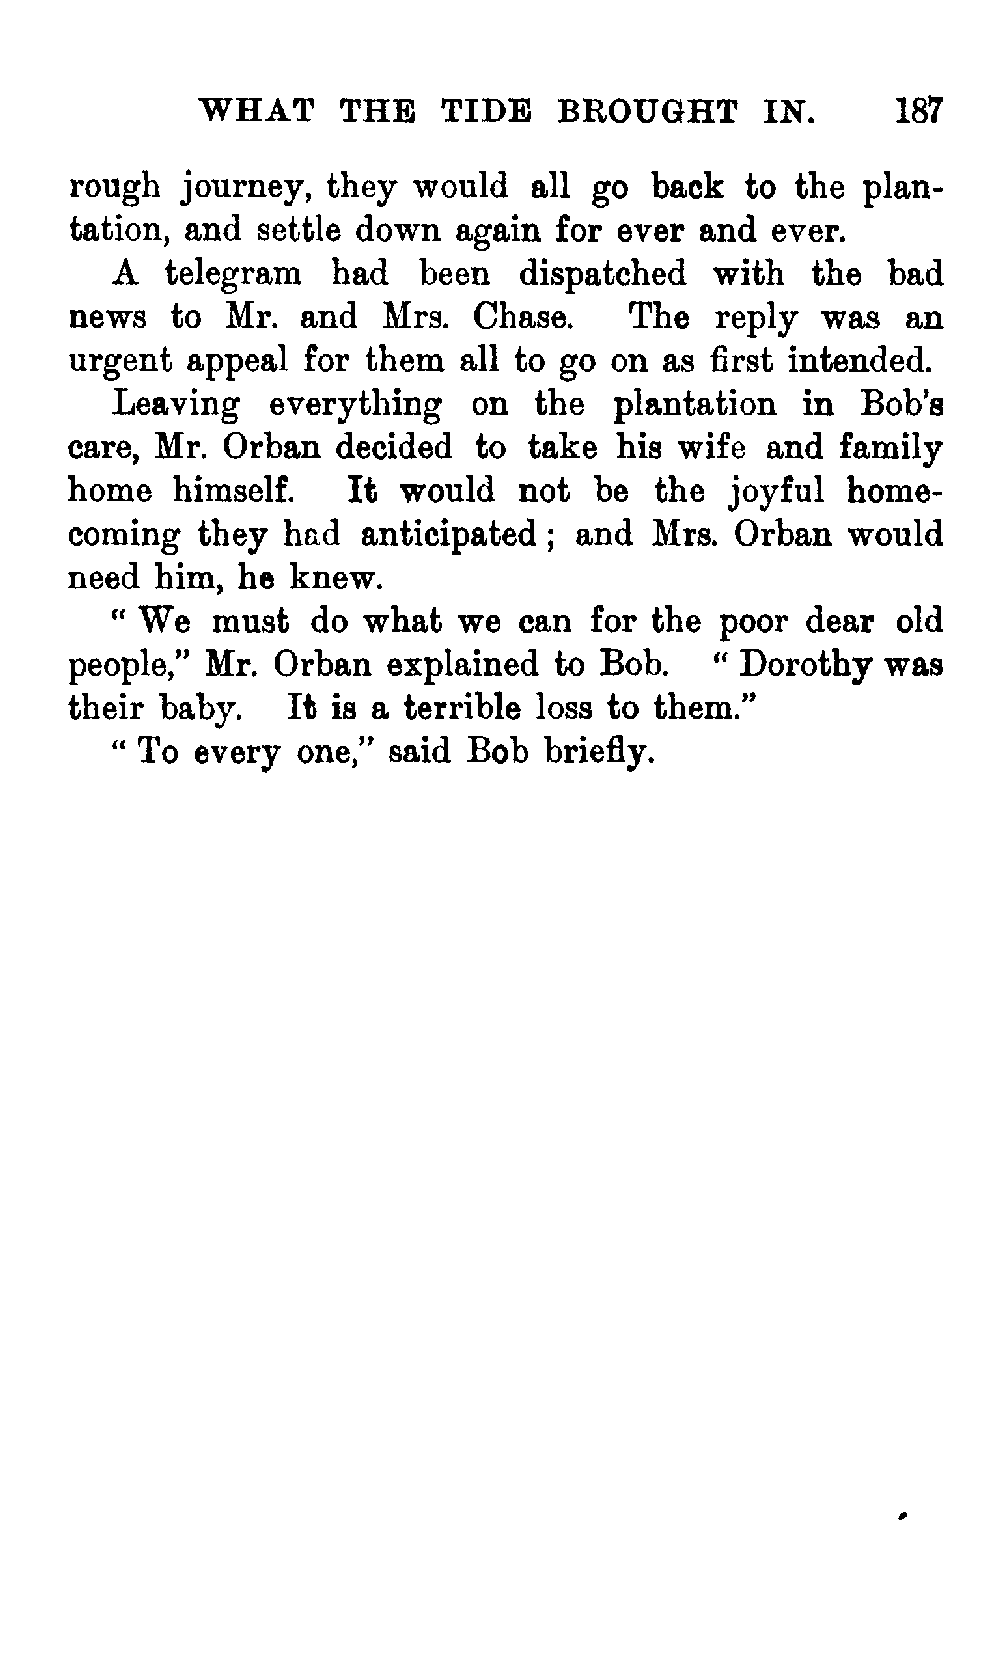 WHAT THE TIDE BROUGHT IN. 187
rough journey, they would all go back to the plan-
tation, and settle down again for ever and ever.
A telegram had been dispatched with the bad
news to Mr. and Mrs. Chase. The reply was an
urgent appeal for them all to go on as first intended.
Leaving everything on the plantation in Bob's
care, Mr. Orban decided to take his wife and family
home himself. It would not be the joyful home-
coming they had anticipated ; and Mrs. Orban would
need him, he knew.
" We must do what we can for the poor dear old
people," Mr. Orban explained to Bob. " Dorothy was
their baby. It is a terrible loss to them."
" To every one," said Bob briefly.